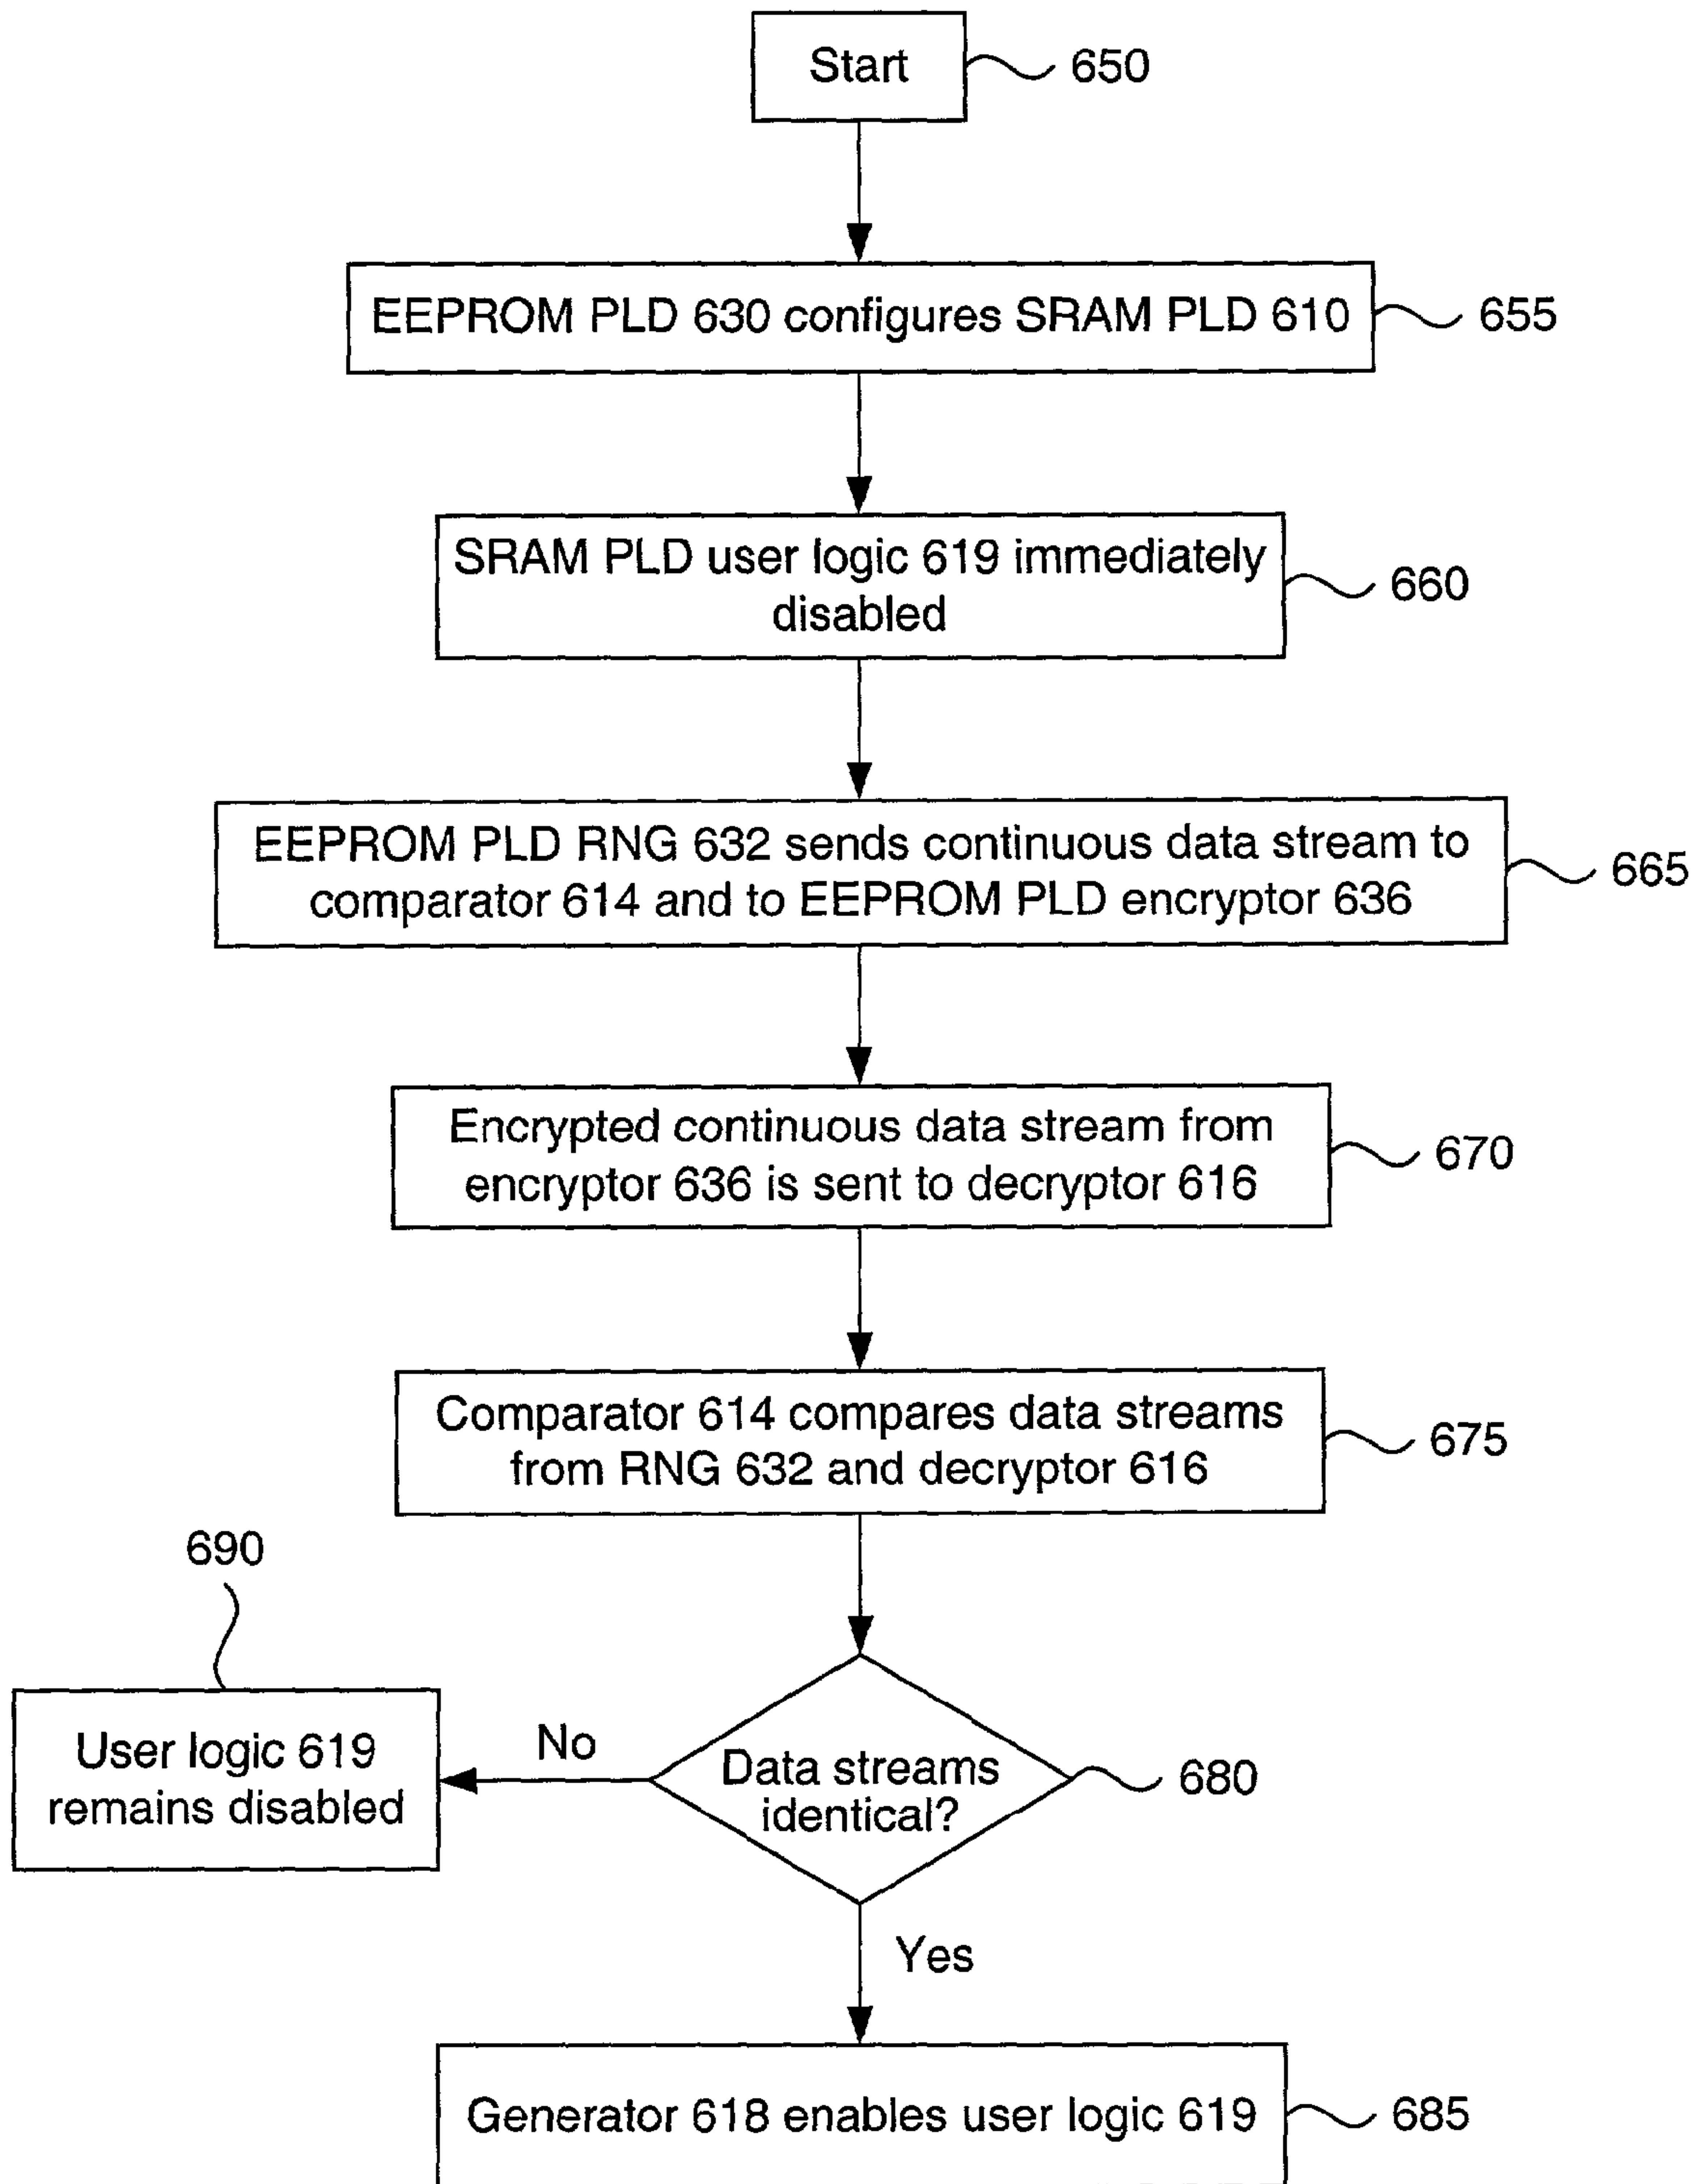 Start
650
EEPROM PLD 630 configures SRAM PLD 610
655
SRAM PLD user logic 619 immediately
disabled
660
EEPROM PLD RNG 632 sends continuous data stream to
comparator 614 and to EEPROM PLD encryptor 636
665
Encrypted continuous data stream from
encryptor 636 is sent to decryptor 616
670
Comparator 614 compares data streams
from RNG 632 and decryptor 616
675
690
User logic 619
remains disabled
No
Data streams
identical?
680
Yes
Generator 618 enables user logic 619
685